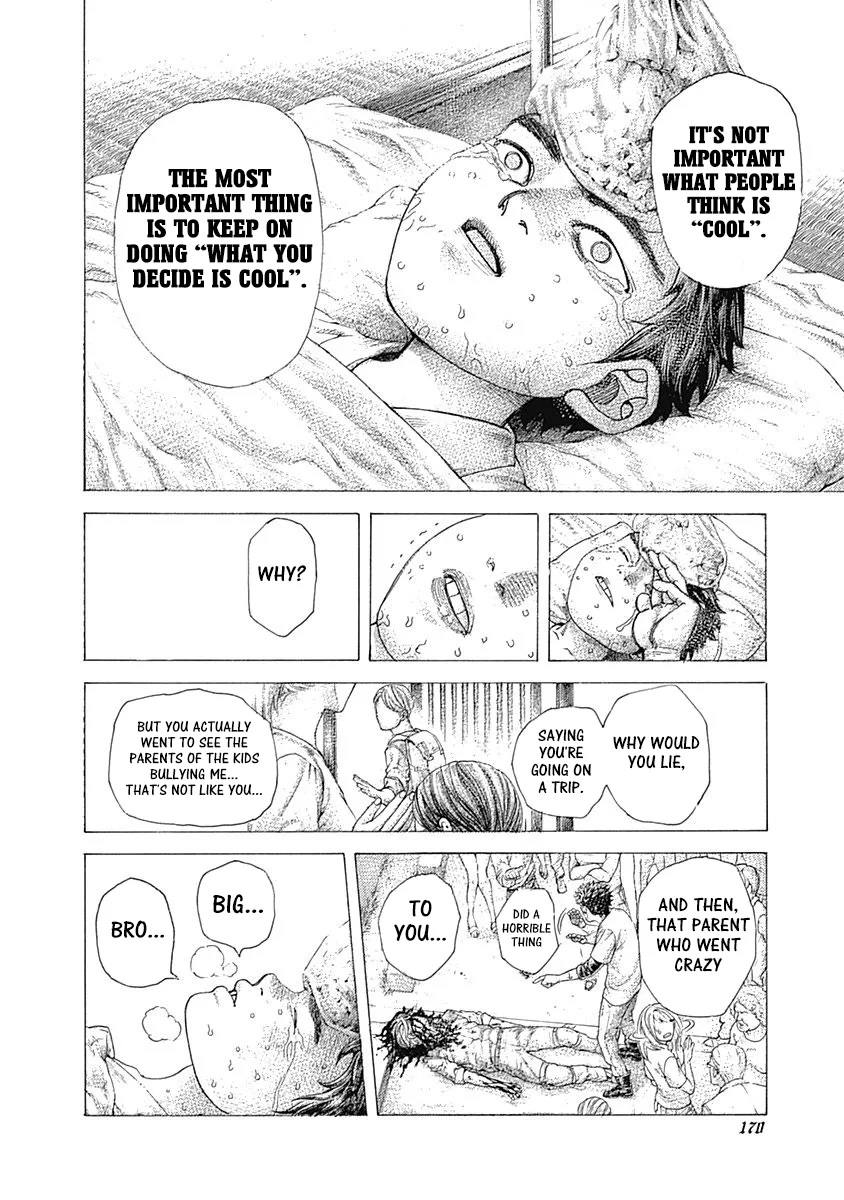 IT'S NOT
IMPORTANT
WHAT PEOPLE
THINK IS
“COOL”.
THE MOST
IMPORTANT THING
IS TO KEEP ON
DOING “WHAT YOU
DECIDE IS COOL”.
WHY?
WHY WOULD
YOU LIE,
SAYING
YOU'RE
GOING ON
A TRIP.
BUT YOU ACTUALLY
WENT TO SEE THE
PARENTS OF THE KIDS
BULLYING ME...
THAT'S NOT LIKE YOU...
AND THEN,
THAT PARENT
WHO WENT
CRAZY
DID A
HORRIBLE
THING
TO
YOU...
BIG...
BRO...
170